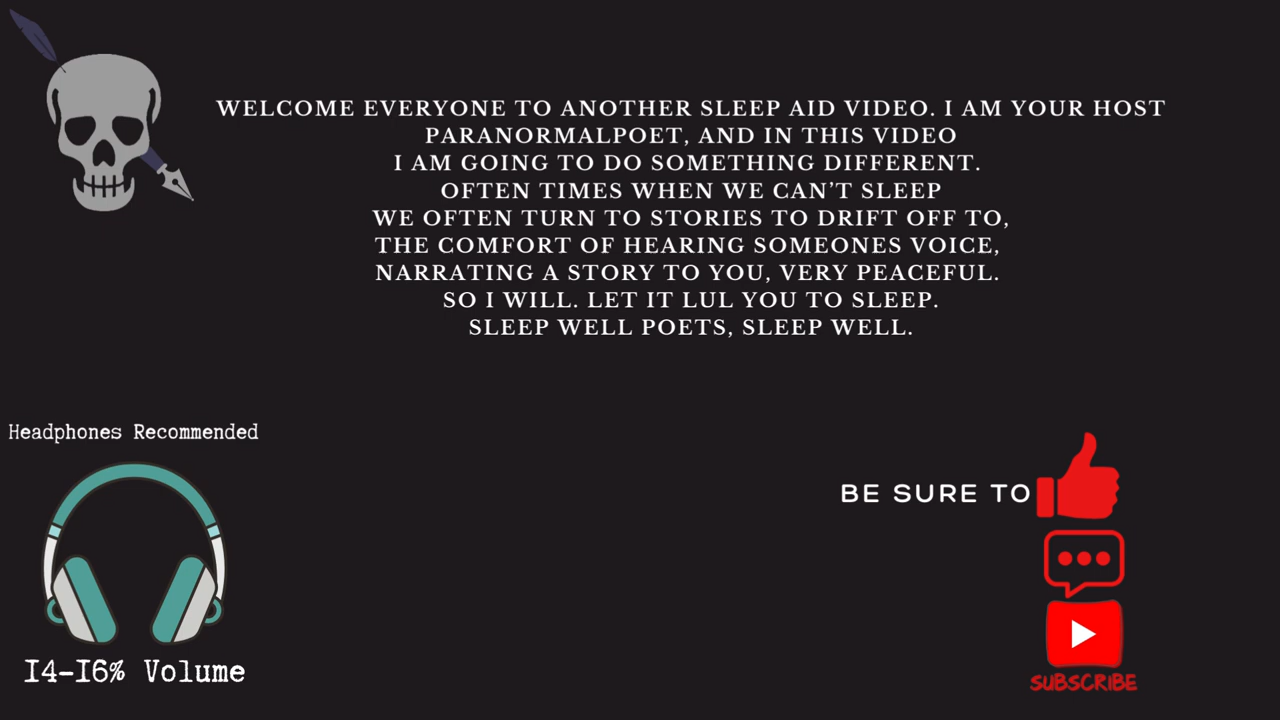 WELCOME EVERYONE TO ANOTHER SLEEP AID VIDEO. I AM YOUR HOST
PARANORMALPOET, AND IN THIS VIDEO
I AM GOING TO DO SOMETHING DIFFERENT.
OFTEN TIMES WHEN WE CAN'T SLEEP
WE OFTEN TURN TO STORIES TO DRIFT OFF TO,
THE COMFORT OF HEARING SOMEONES VOICE,
NARRATING A STORY TO YOU, VERY PEACEFUL.
SO I WILL. LET IT LUL YOU TO SLEEP.
SLEEP WELL POETS, SLEEP WELL.
Headphones Recommended
14-16% Volume
BE SURE TO
SUBSCRIBE